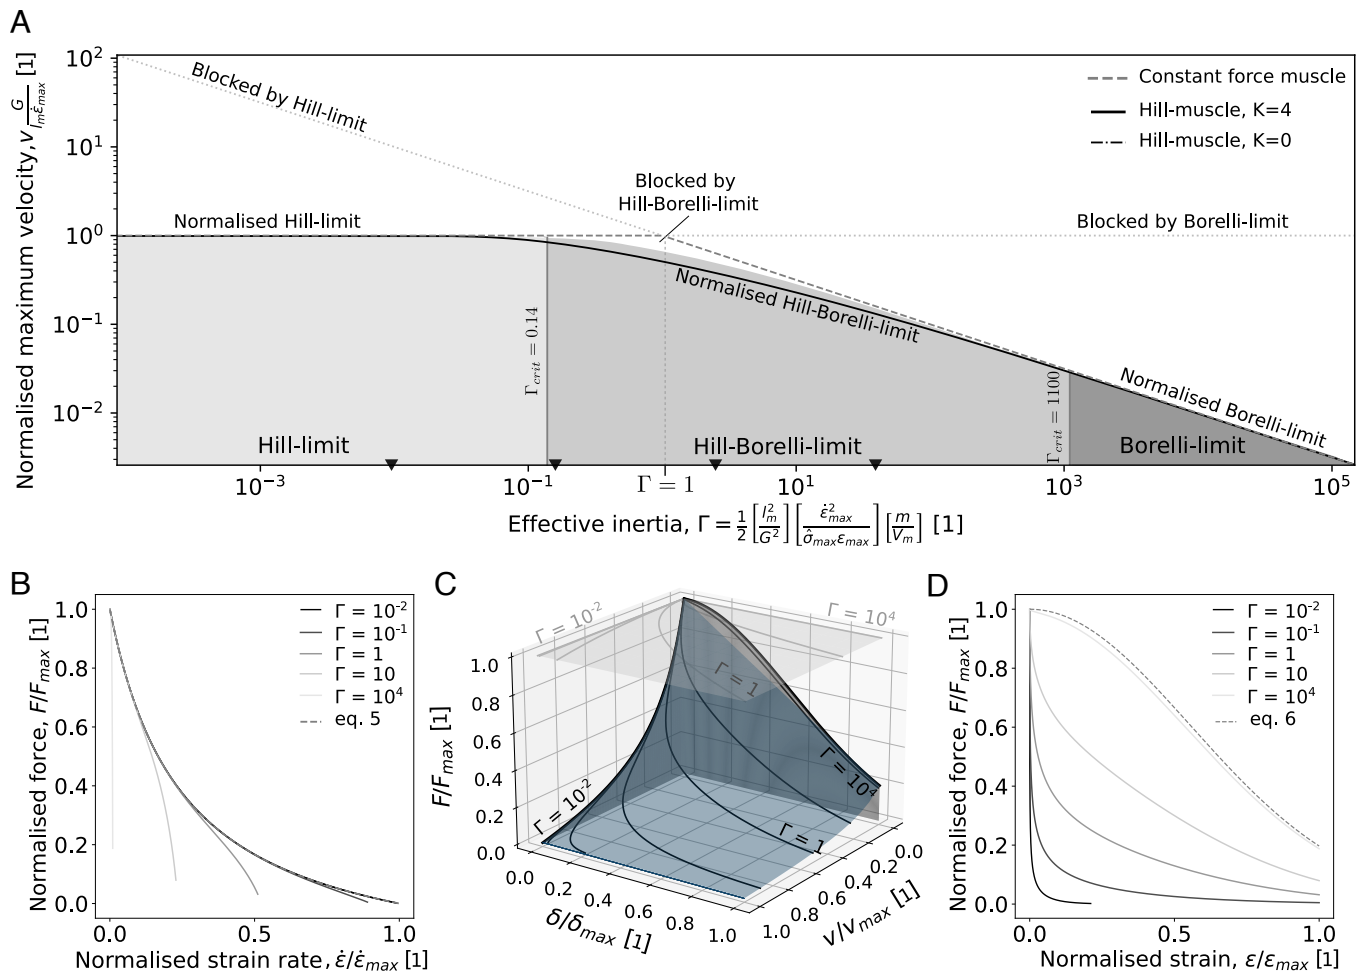 A
Normalised maximum velocity, v G/(l_m ε̇_max) [1]
10^2
10^1
10^0
10^-1
10^-2
Blocked by Hill-limit
Constant force muscle
Hill-muscle, K=4
Hill-muscle, K=0
Blocked by
Hill-Borelli-limit
Normalised Hill-limit
Blocked by Borelli-limit
Normalised Hill-Borelli-limit
Normalised Borelli-limit
Γ_crit = 0.14
Γ_crit = 1100
Hill-limit
Hill-Borelli-limit
Borelli-limit
10^-3
10^-1
Γ = 1
10^1
10^3
10^5
Effective inertia, Γ = 1/2 [l_m^2/G^2] [ε̇_max^2/(σ̂_max ε_max)] [m/V_m] [1]
B
Normalised force, F/F_max [1]
1.0
0.8
0.6
0.4
0.2
0.0
Γ = 10^-2
Γ = 10^-1
Γ = 1
Γ = 10
Γ = 10^4
eq. 5
0.0
0.5
1.0
Normalised strain rate, ε̇/ε̇_max [1]
C
F/F_max [1]
1.0
0.8
0.6
0.4
0.2
0.0
Γ = 10^-2
Γ = 10^4
Γ = 1
Γ = 10^-2
Γ = 10^4
Γ = 1
0.0
0.2
0.4
0.6
0.8
1.0
δ/δ_max [1]
0.0
0.2
0.4
0.6
0.8
1.0
v/v_max [1]
D
Normalised force, F/F_max [1]
1.0
0.8
0.6
0.4
0.2
0.0
Γ = 10^-2
Γ = 10^-1
Γ = 1
Γ = 10
Γ = 10^4
eq. 6
0.0
0.2
0.4
0.6
0.8
1.0
Normalised strain, ε/ε_max [1]